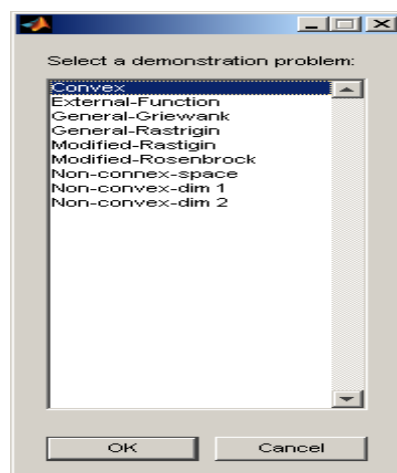 Select a demonstration problem:
Convex
External-Function
General-Griewank
General-Rastrigin
Modified-Rastigin
Modified-Rosenbrock
Non-connex-space
Non-convex-dim 1
Non-convex-dim 2
OK
Cancel